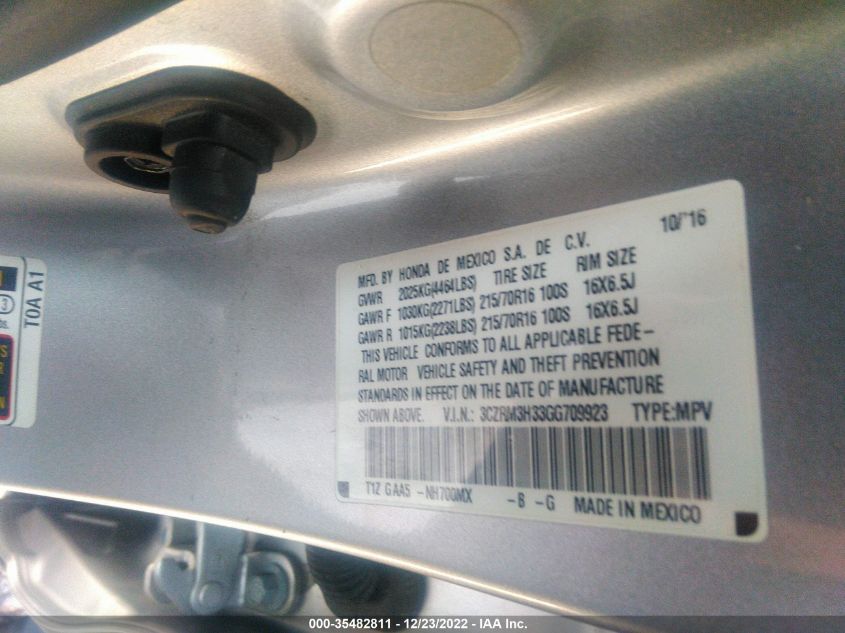 10/'16
MFD. BY HONDA DE MEXICO S.A. DE C.V.
GVWR 2025KG(4464LBS) TIRE SIZE RIM SIZE
GAWR F 1030KG(2271LBS) 215/70R16 100S 16X6.5J
GAWR R 1015KG(2238LBS) 215/70R16 100S 16X6.5J
THIS VEHICLE CONFORMS TO ALL APPLICABLE FEDE-
RAL MOTOR VEHICLE SAFETY AND THEFT PREVENTION
STANDARDS IN EFFECT ON THE DATE OF MANUFACTURE
SHOWN ABOVE. V.I.N.: 3CZRM3H33GG709923 TYPE:MPV
T1Z GAA5 -NH700MX -B -G MADE IN MEXICO
T0A A1
3
000-35482811 - 12/23/2022 - IAA Inc.